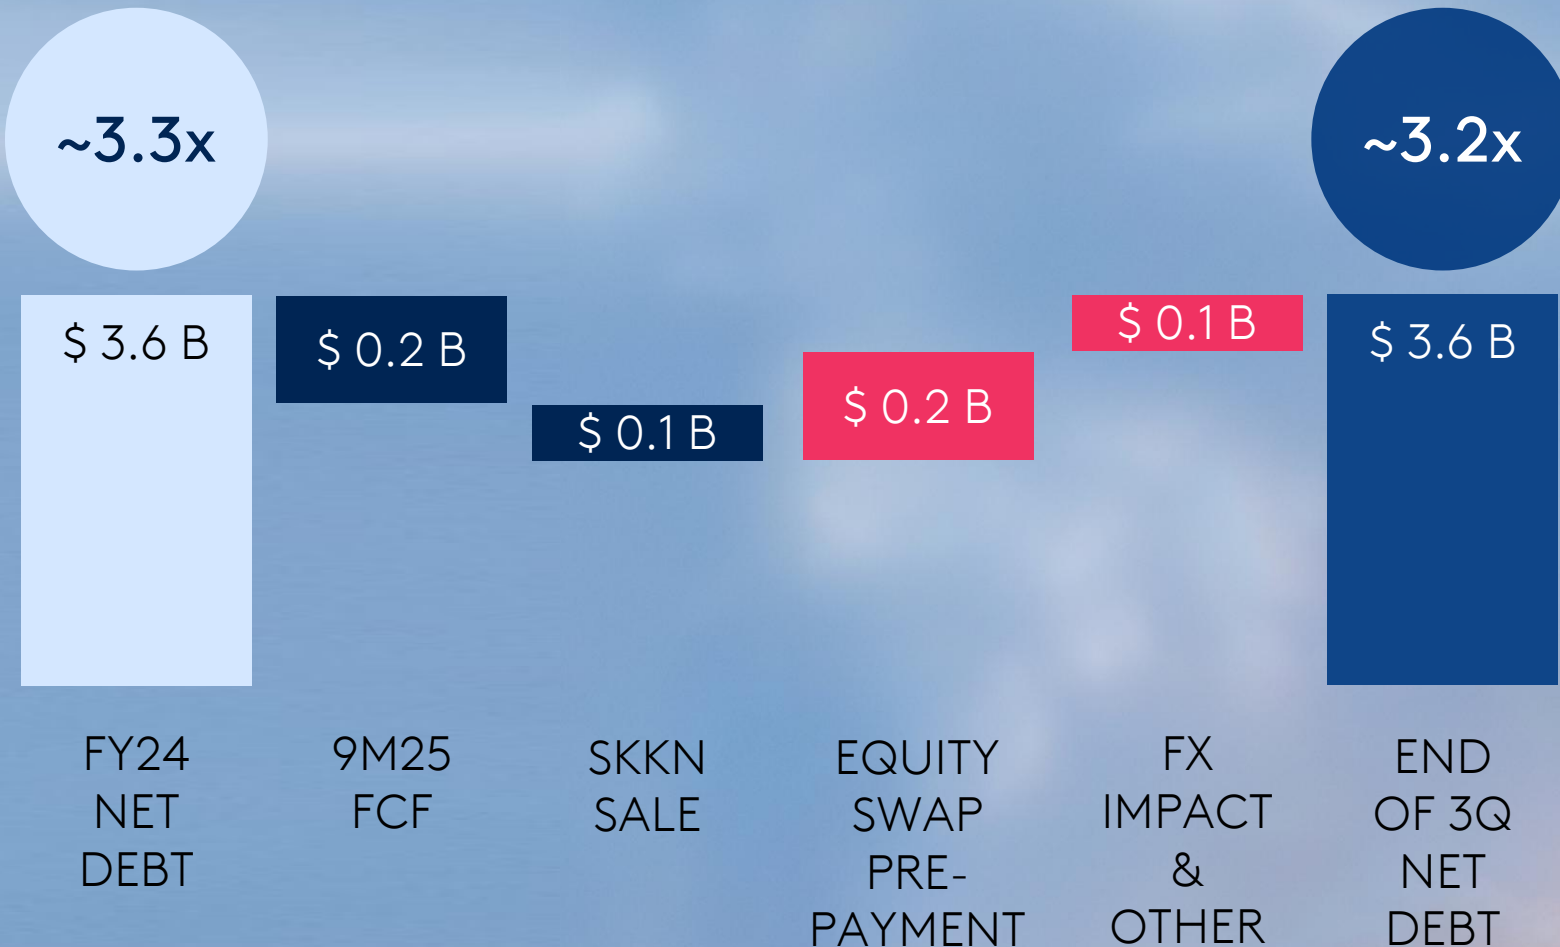 ~3.3x
~3.2x
$ 3.6 B
$ 0.2 B
$ 0.1 B
$ 0.2 B
$ 0.1 B
$ 3.6 B
FY24
NET
DEBT
9M25
FCF
SKKN
SALE
EQUITY
SWAP
PRE-
PAYMENT
FX
IMPACT
&
OTHER
END
OF 3Q
NET
DEBT